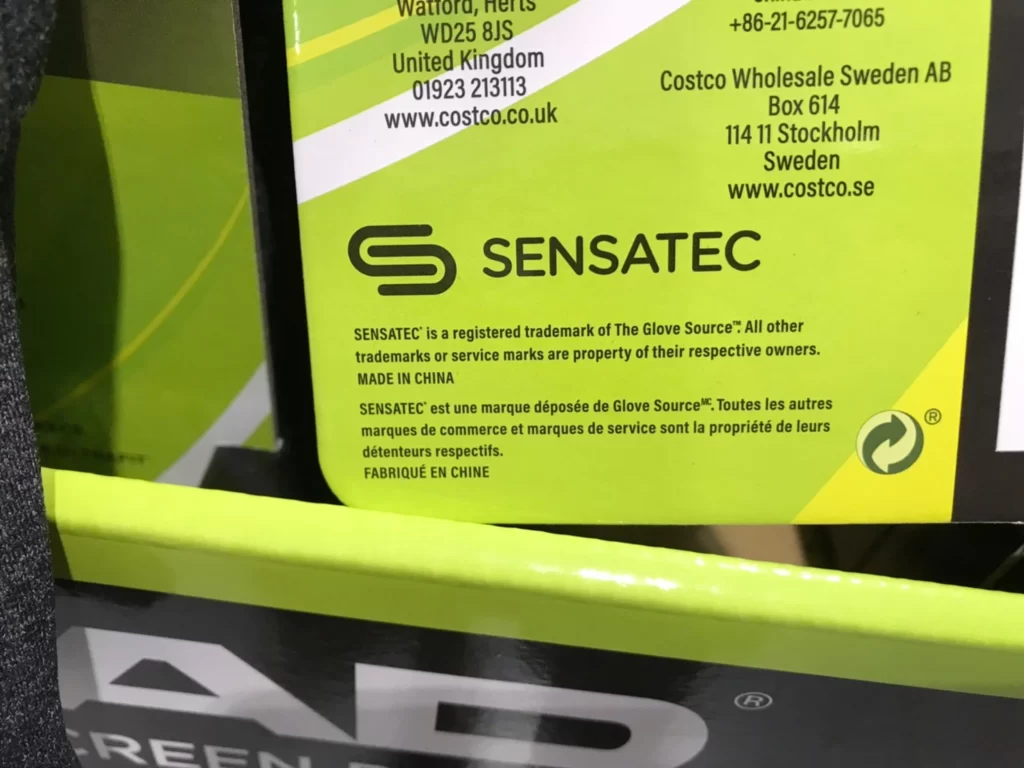 Watford, Herts
WD25 8JS
United Kingdom
01923 213113
www.costco.co.uk
+86-21-6257-7065
Costco Wholesale Sweden AB
Box 614
114 11 Stockholm
Sweden
www.costco.se
SENSATEC
SENSATEC® is a registered trademark of The Glove Source™. All other
trademarks or service marks are property of their respective owners.
MADE IN CHINA
SENSATEC® est une marque déposée de Glove Sourceᴹᶜ. Toutes les autres
marques de commerce et marques de service sont la propriété de leurs
détenteurs respectifs.
FABRIQUÉ EN CHINE
®
AD ®
CREEN